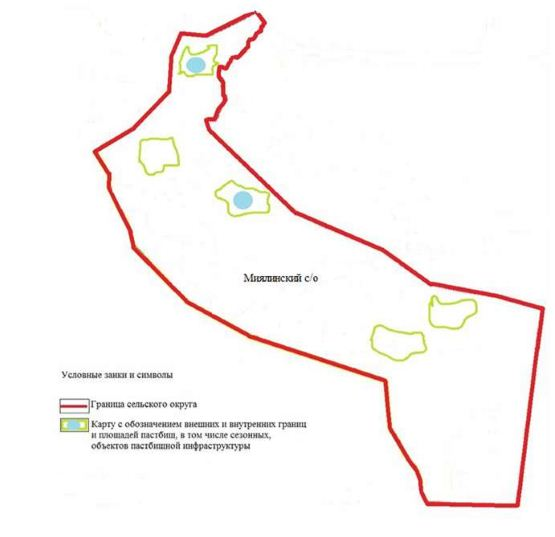 Миялинский с/о
Условные занки и символы
Граница сельского округа
Карту с обозначением внешних и внутренних границ
и площадей пастбищ, в том числе сезонных,
объектов пастбищной инфраструктуры